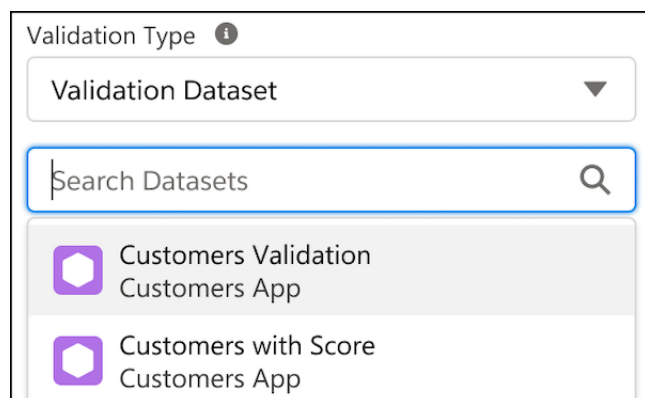 Validation Type
Validation Dataset
Search Datasets
Customers Validation
Customers App
Customers with Score
Customers App